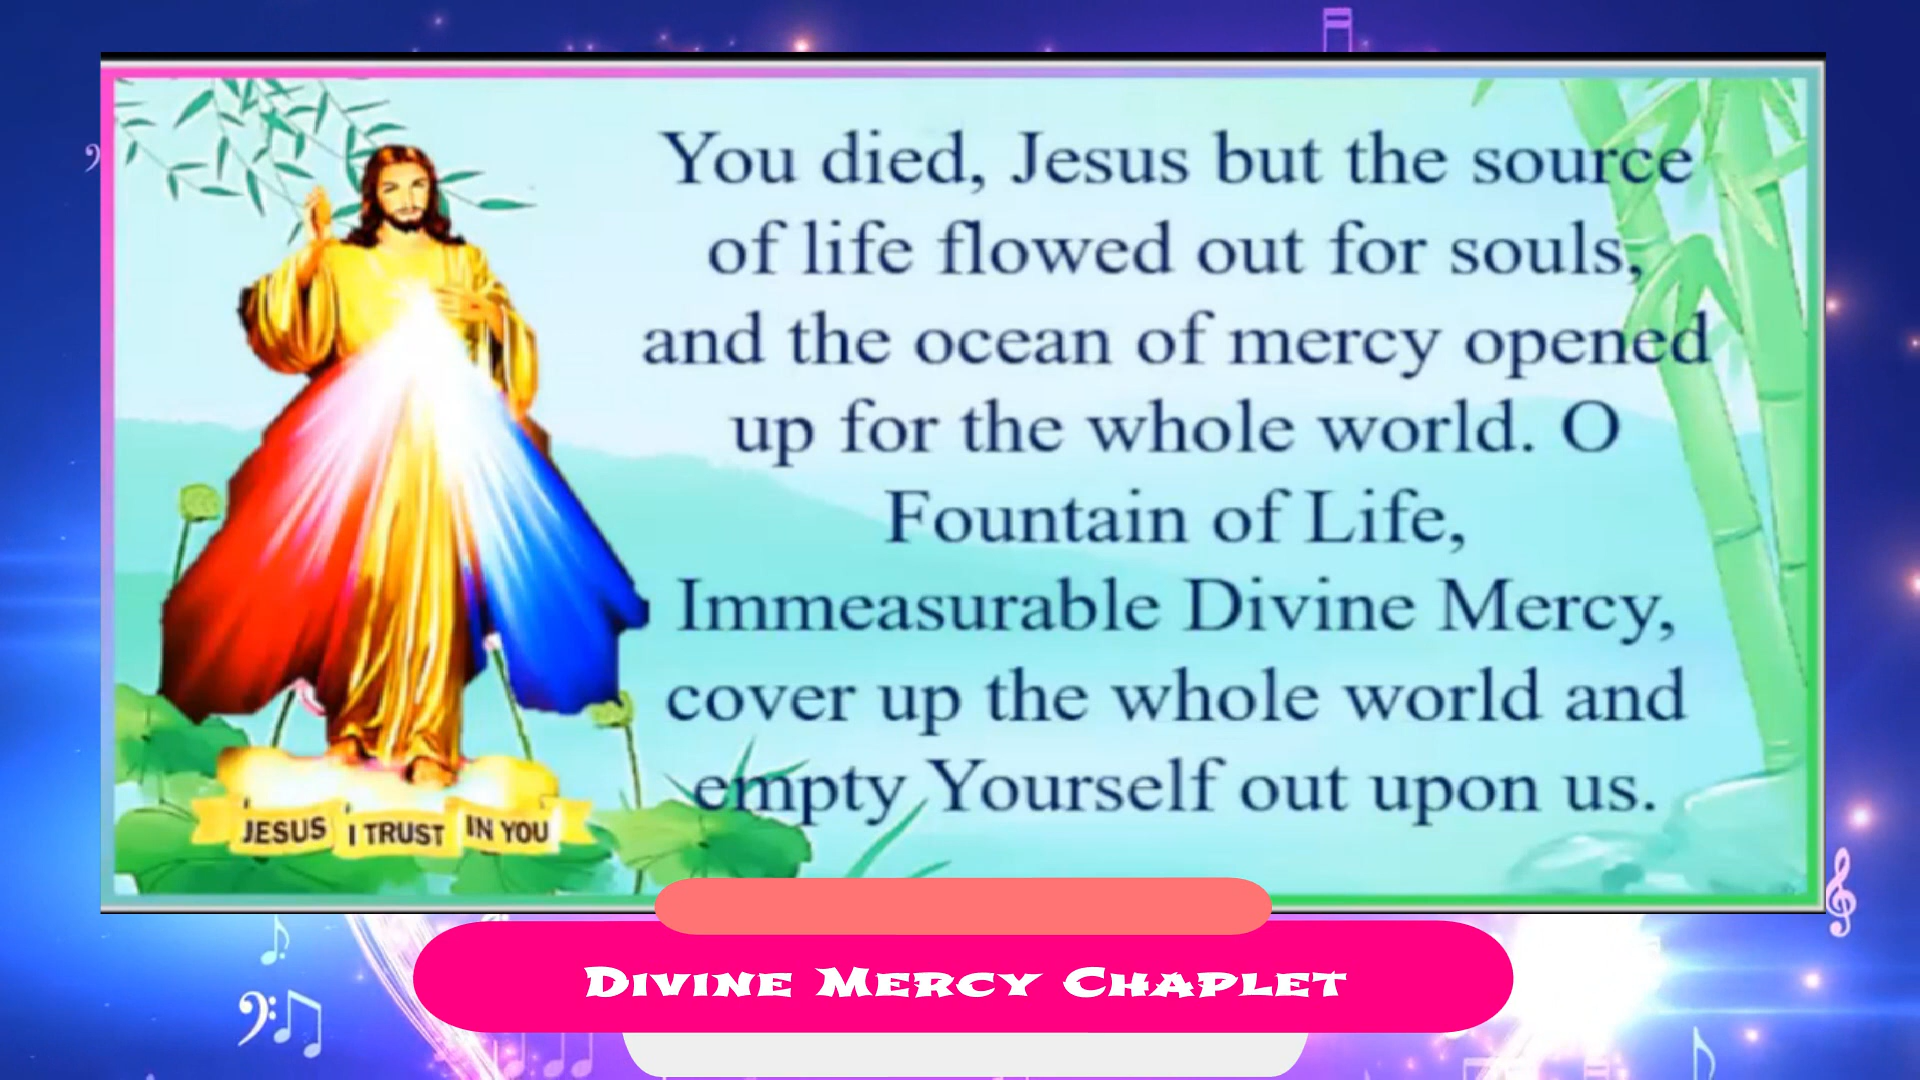 You died, Jesus but the source
of life flowed out for souls,
and the ocean of mercy opened
up for the whole world. O
Fountain of Life,
Immeasurable Divine Mercy,
cover up the whole world and
empty Yourself out upon us.
JESUS I TRUST IN YOU
Divine Mercy Chaplet